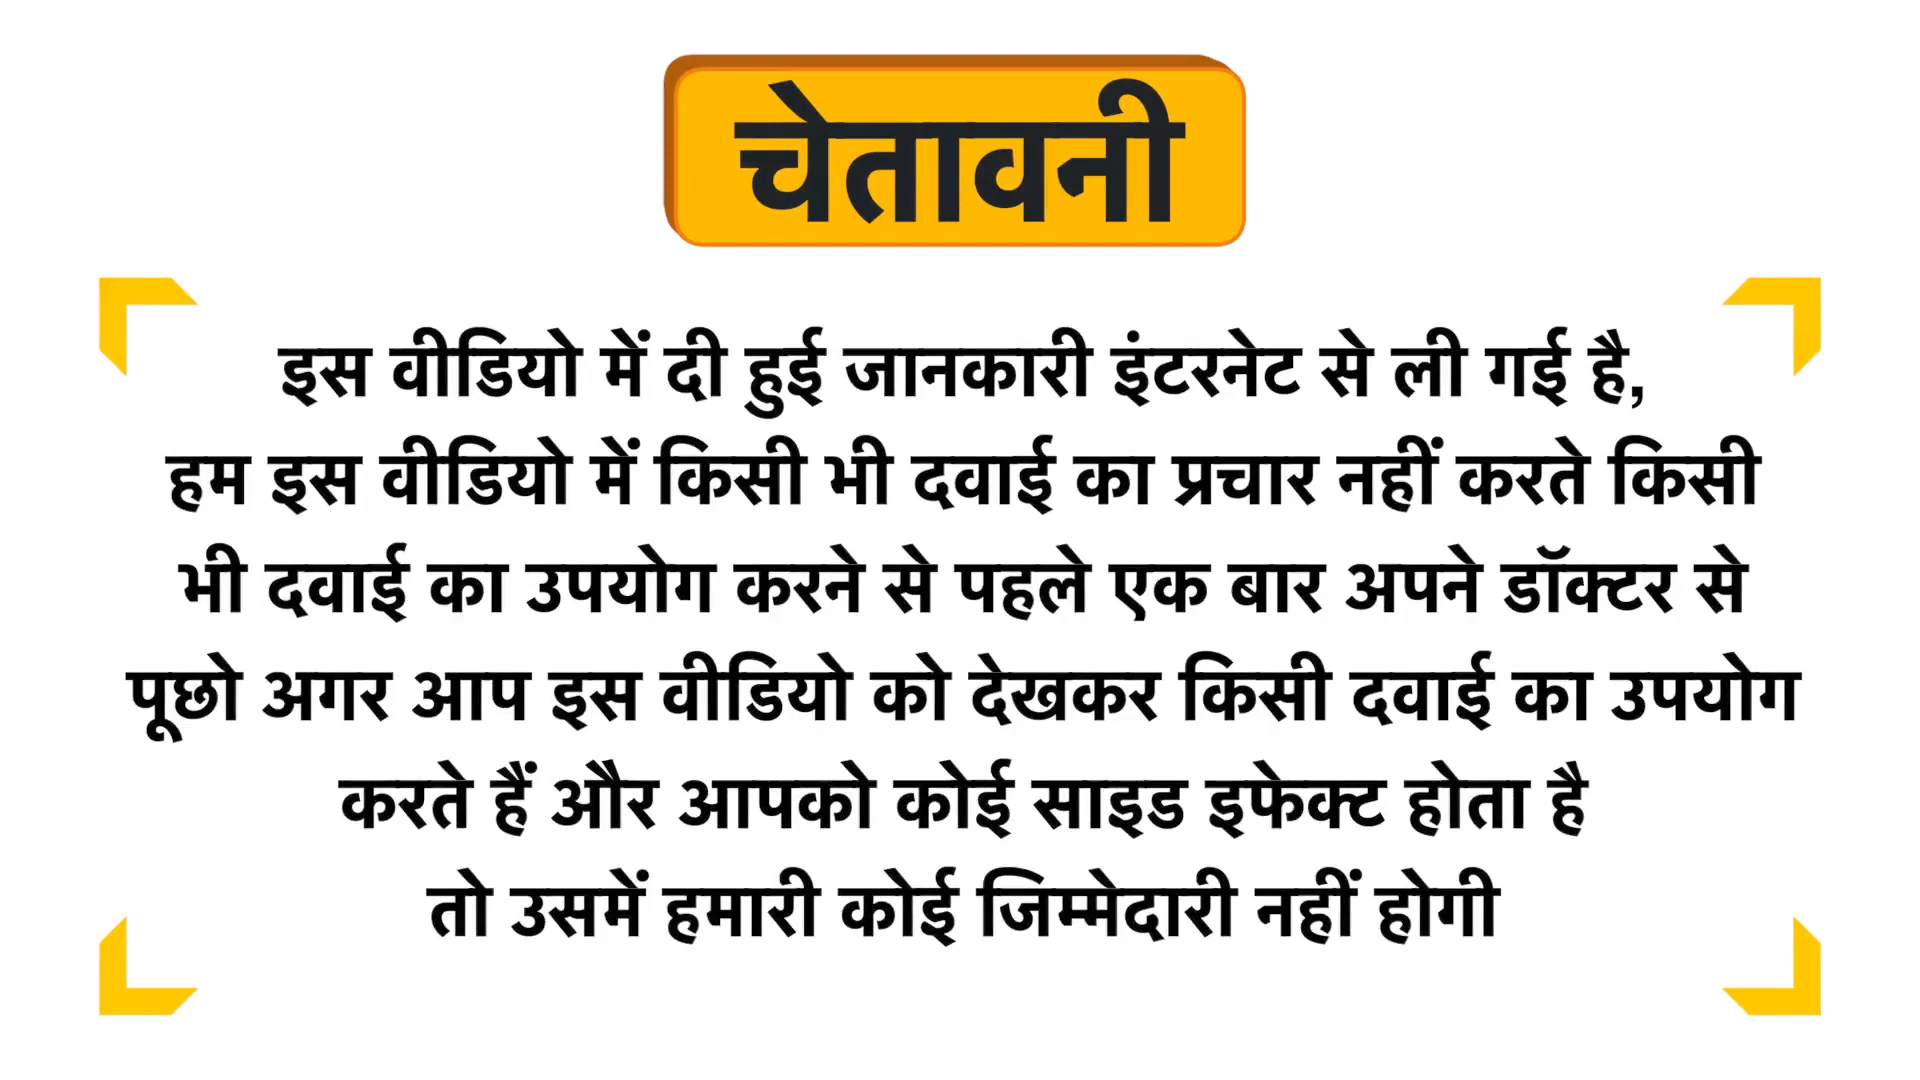 चेतावनी
इस वीडियो में दी हुई जानकारी इंटरनेट से ली गई है,
हम इस वीडियो में किसी भी दवाई का प्रचार नहीं करते किसी
भी दवाई का उपयोग करने से पहले एक बार अपने डॉक्टर से
पूछो अगर आप इस वीडियो को देखकर किसी दवाई का उपयोग
करते हैं और आपको कोई साइड इफेक्ट होता है
तो उसमें हमारी कोई जिम्मेदारी नहीं होगी